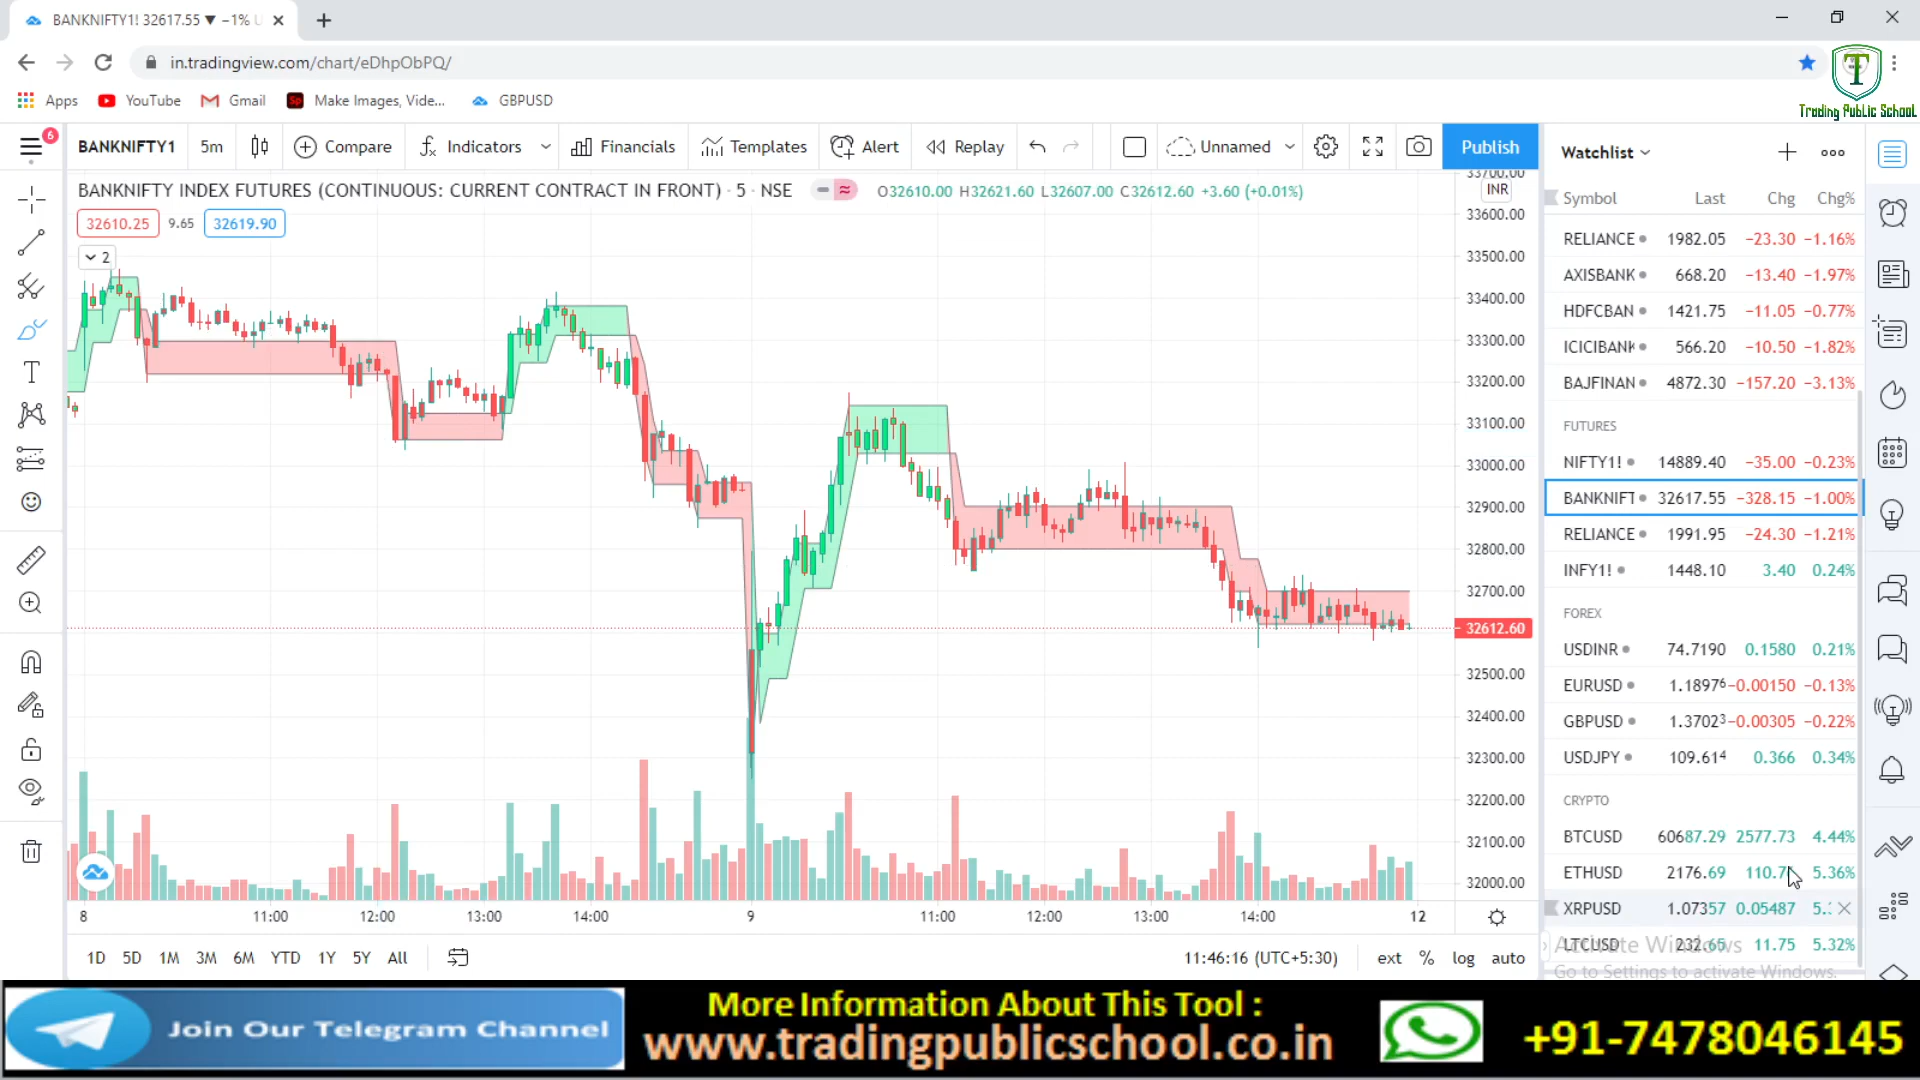 BANKNIFTY1! 32617.55 ▼ −1% U
in.tradingview.com/chart/eDhpObPQ/
Apps YouTube Gmail Sp Make Images, Vide... GBPUSD
T
Trading Public School
6
BANKNIFTY1 5m Compare Indicators Financials Templates Alert Replay Unnamed Publish
Watchlist
BANKNIFTY INDEX FUTURES (CONTINUOUS: CURRENT CONTRACT IN FRONT) · 5 · NSE O32610.00 H32621.60 L32607.00 C32612.60 +3.60 (+0.01%)
32610.25 9.65 32619.90
2
33700.00
INR
33600.00
33500.00
33400.00
33300.00
33200.00
33100.00
33000.00
32900.00
32800.00
32700.00
32612.60
32500.00
32400.00
32300.00
32200.00
32100.00
32000.00
8 11:00 12:00 13:00 14:00 9 11:00 12:00 13:00 14:00 12
1D 5D 1M 3M 6M YTD 1Y 5Y All 11:46:16 (UTC+5:30) ext % log auto
Symbol Last Chg Chg%
RELIANCE 1982.05 −23.30 −1.16%
AXISBANK 668.20 −13.40 −1.97%
HDFCBAN 1421.75 −11.05 −0.77%
ICICIBANK 566.20 −10.50 −1.82%
BAJFINAN 4872.30 −157.20 −3.13%
FUTURES
NIFTY1! 14889.40 −35.00 −0.23%
BANKNIFT 32617.55 −328.15 −1.00%
RELIANCE 1991.95 −24.30 −1.21%
INFY1! 1448.10 3.40 0.24%
FOREX
USDINR 74.7190 0.1580 0.21%
EURUSD 1.18976 −0.00150 −0.13%
GBPUSD 1.37023 −0.00305 −0.22%
USDJPY 109.614 0.366 0.34%
CRYPTO
BTCUSD 60687.29 2577.73 4.44%
ETHUSD 2176.69 110.7 5.36%
XRPUSD 1.07357 0.05487 5.
LTCUSD 232.65 11.75 5.32%
Activate Windows
Go to Settings to activate Windows.
Join Our Telegram Channel
More Information About This Tool :
www.tradingpublicschool.co.in
+91-7478046145